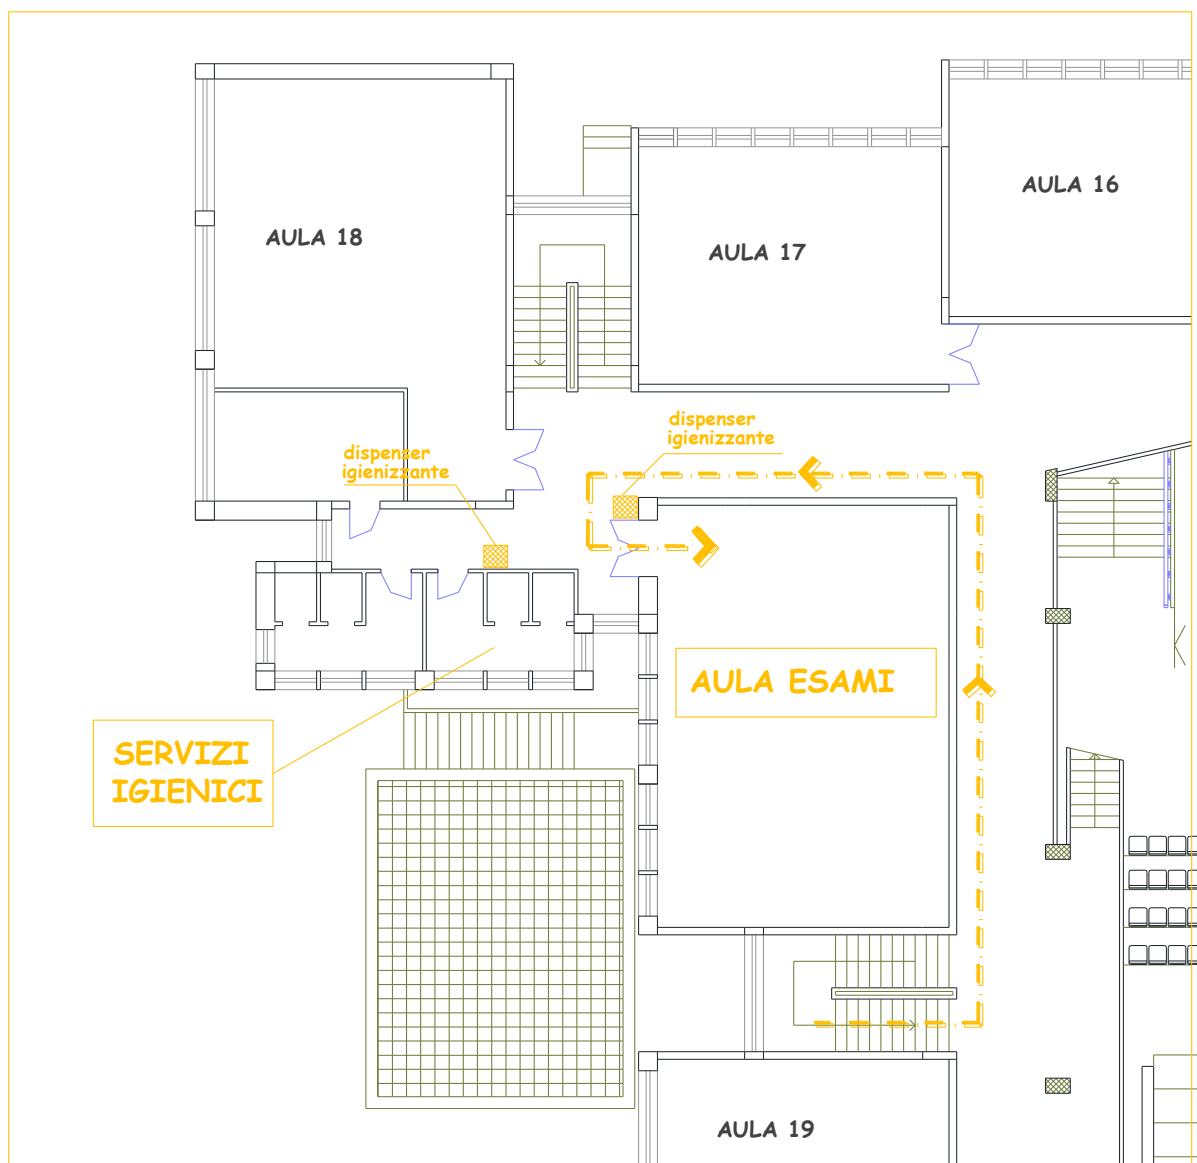 AULA 16
AULA 18
AULA 17
dispenser
igienizzante
dispenser
igienizzante
AULA ESAMI
SERVIZI
IGIENICI
AULA 19